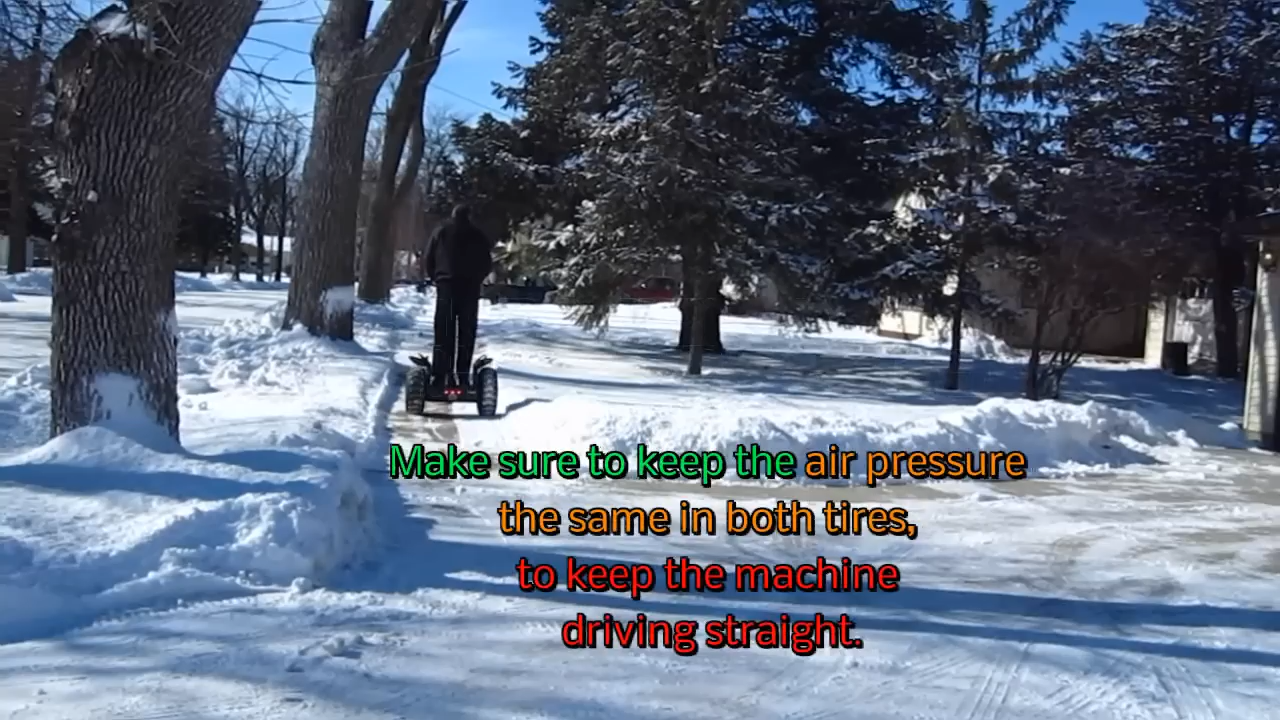 Make sure to keep the air pressure
the same in both tires,
to keep the machine
driving straight.